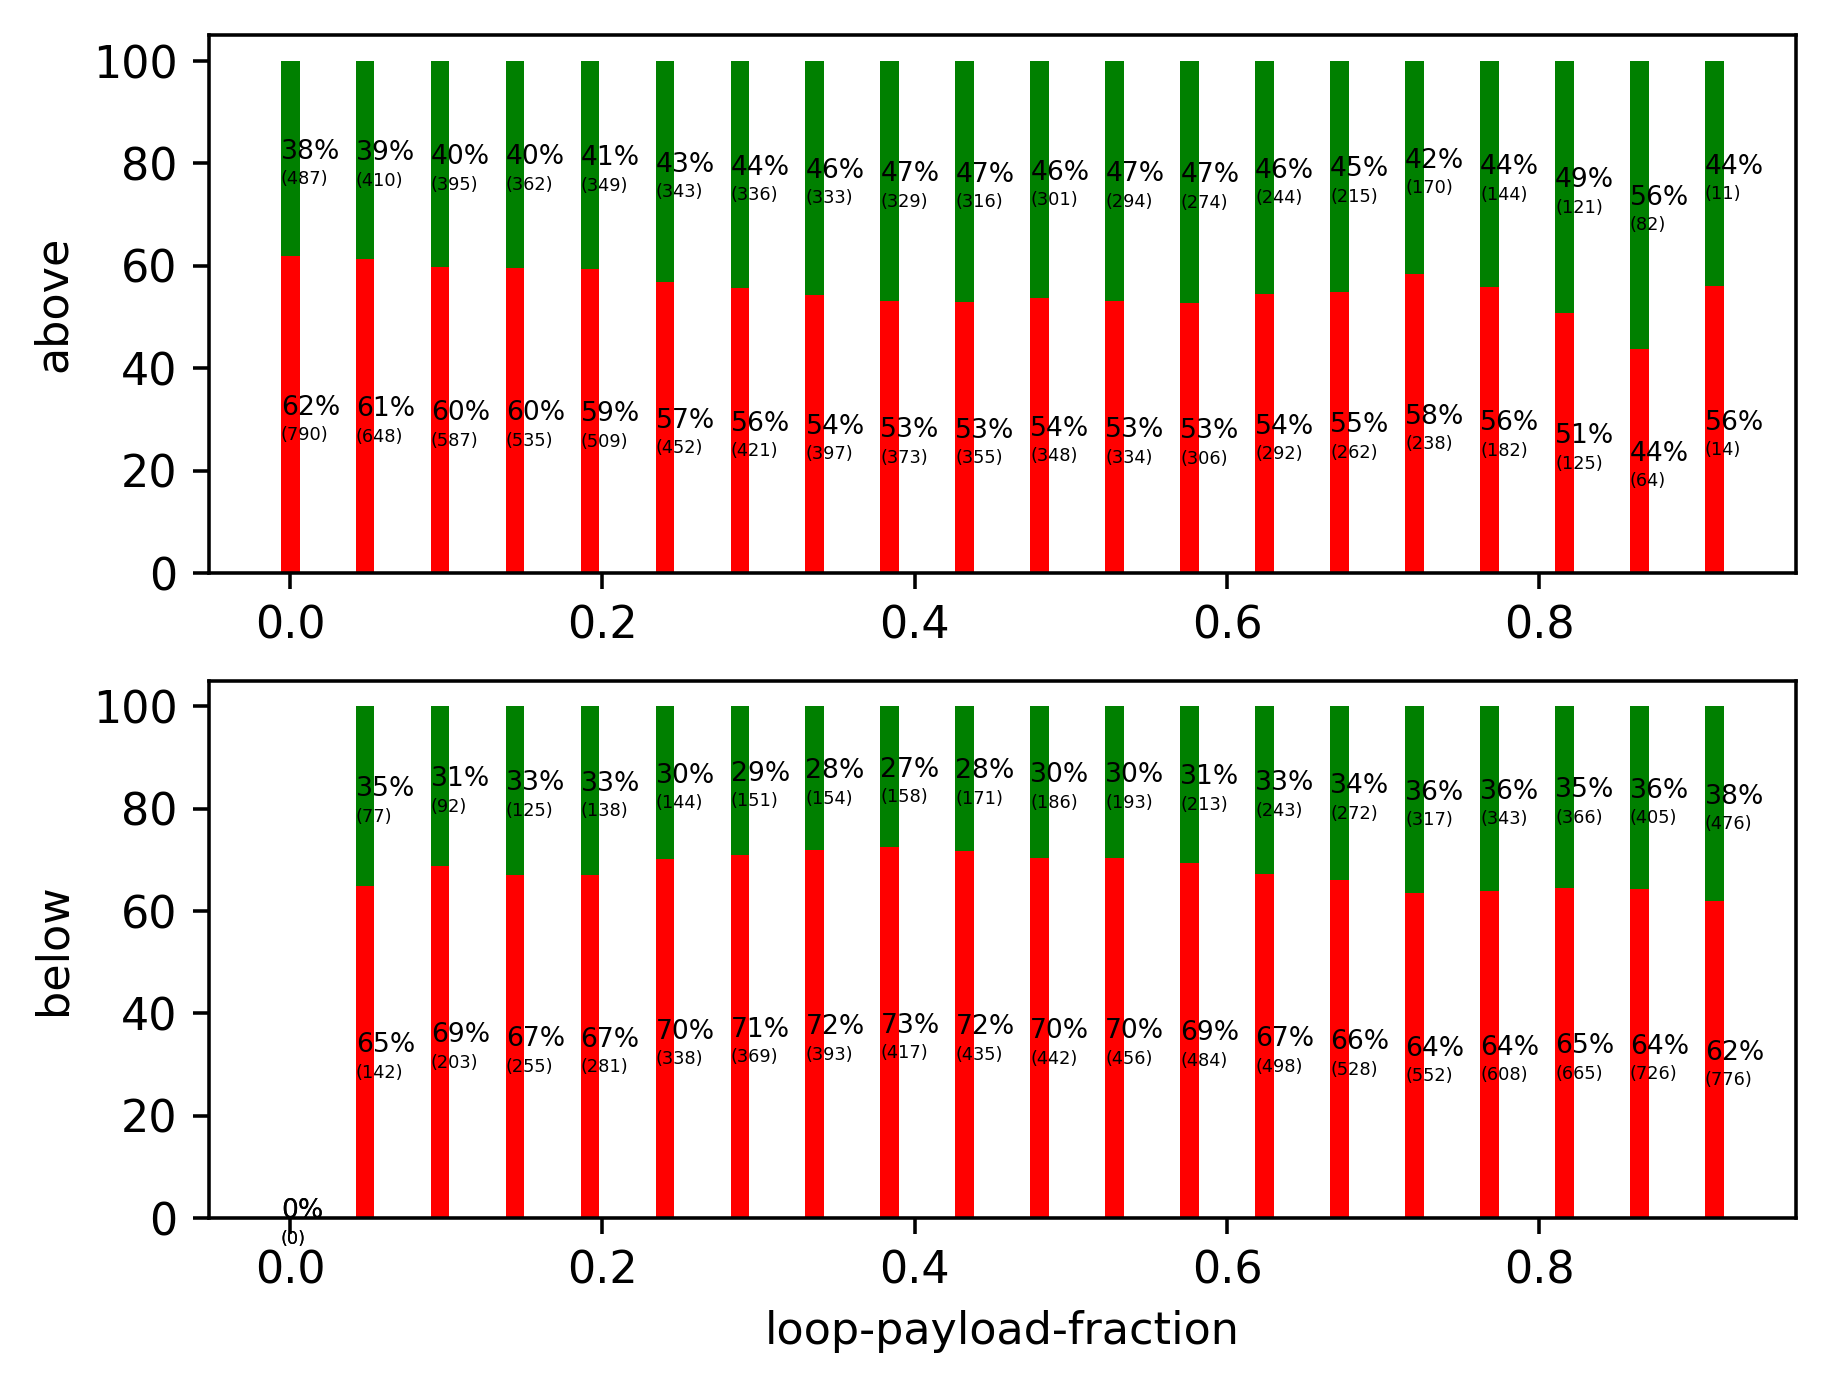 100
80
60
40
20
0
above
38% 39% 40% 40% 41% 43% 44% 46% 47% 47% 46% 47% 47% 46% 45% 42% 44% 49% 56% 44%
(487) (410) (395) (362) (349) (343) (336) (333) (329) (316) (301) (294) (274) (244) (215) (170) (144) (121) (82) (11)
62% 61% 60% 60% 59% 57% 56% 54% 53% 53% 54% 53% 53% 54% 55% 58% 56% 51% 44% 56%
(790) (648) (587) (535) (509) (452) (421) (397) (373) (355) (348) (334) (306) (292) (262) (238) (182) (125) (64) (14)
0.0 0.2 0.4 0.6 0.8
100
80
60
40
20
0
below
35% 31% 33% 33% 30% 29% 28% 27% 28% 30% 30% 31% 33% 34% 36% 36% 35% 36% 38%
(77) (92) (125) (138) (144) (151) (154) (158) (171) (186) (193) (213) (243) (272) (317) (343) (366) (405) (476)
65% 69% 67% 67% 70% 71% 72% 73% 72% 70% 70% 69% 67% 66% 64% 64% 65% 64% 62%
(142) (203) (255) (281) (338) (369) (393) (417) (435) (442) (456) (484) (498) (528) (552) (608) (665) (726) (776)
0%
(0)
0.0 0.2 0.4 0.6 0.8
loop-payload-fraction